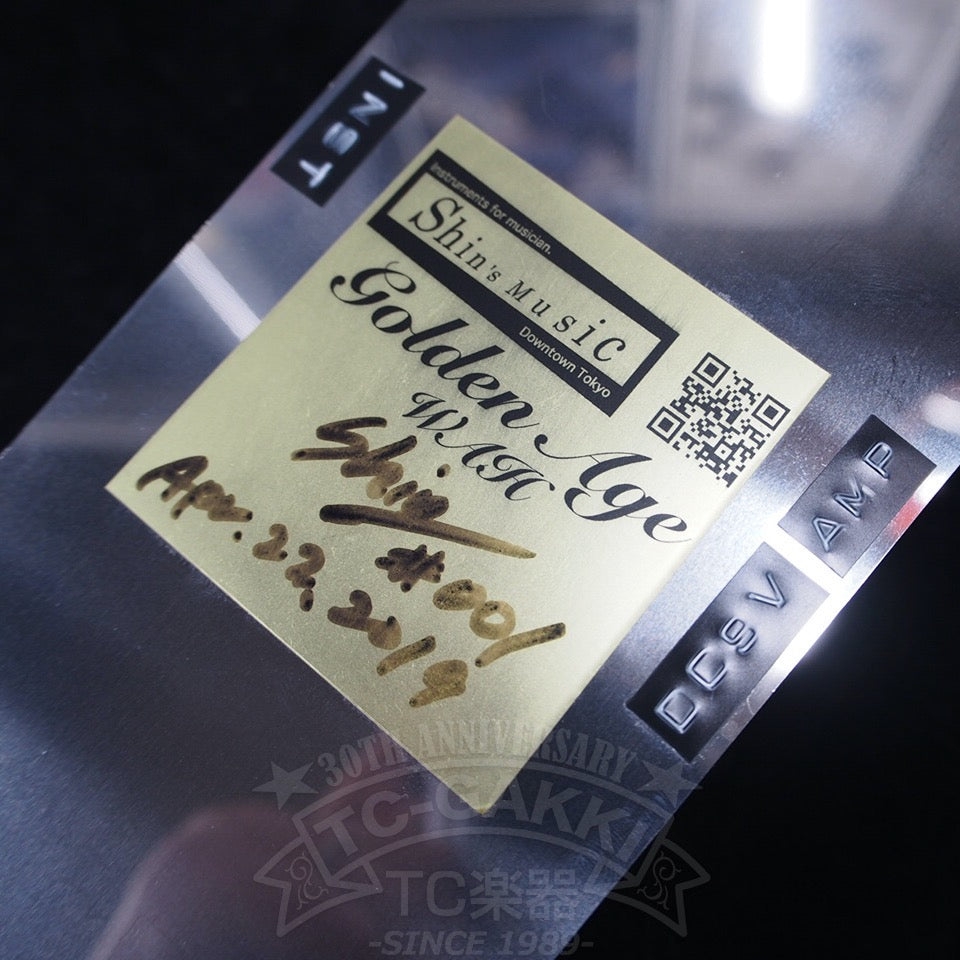 INST
instruments for musician.
Shin's Music
Downtown Tokyo
Golden Age
WAH
Shin
#001
Apr. 22, 2019
AMP
DC9V
30TH ANNIVERSARY
TC-GAKKI
TC楽器
-SINCE 1989-